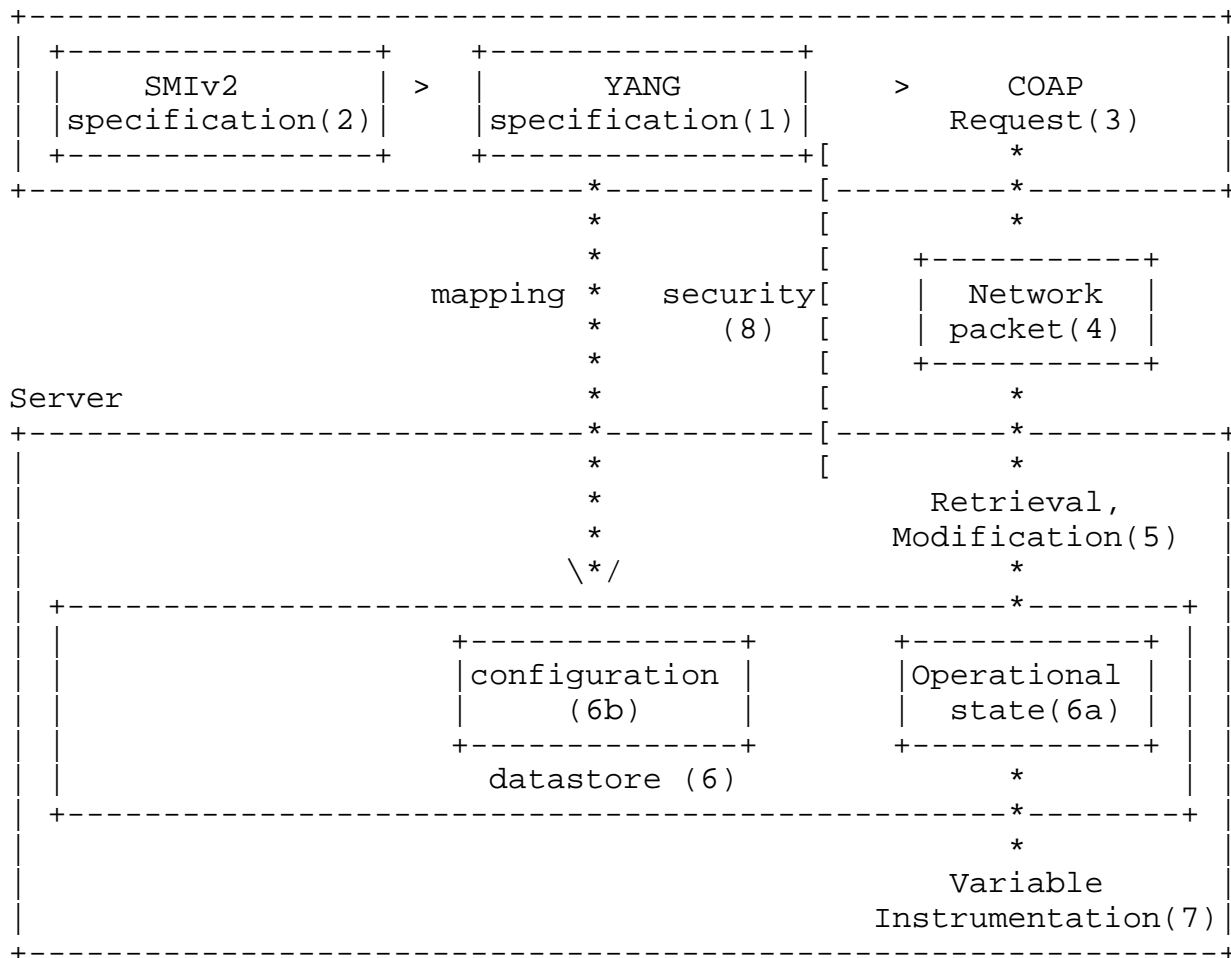 SMIv2 > YANG > COAP
specification(2) specification(1) Request(3)
mapping security Network
(8) packet(4)
Server
Retrieval,
Modification(5)
configuration Operational
(6b) state(6a)
datastore (6)
Variable
Instrumentation(7)